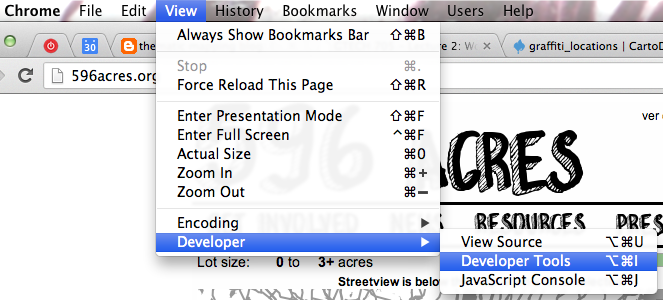 Chrome File Edit View History Bookmarks Window Users Help
30 the re 2: W graffiti_locations | CartoD
596acres.org
Always Show Bookmarks Bar ⇧⌘B
Stop ⌘.
Force Reload This Page ⇧⌘R
Enter Presentation Mode ⇧⌘F
Enter Full Screen ^⌘F
Actual Size ⌘0
Zoom In ⌘+
Zoom Out ⌘–
Encoding ▶
Developer ▶
View Source ⌥⌘U
Developer Tools ⌥⌘I
JavaScript Console ⌥⌘J
ver
596 ACRES
INVOLVED NE RESOURCES PRES
Lot size: 0 to 3+ acres
Streetview is belo